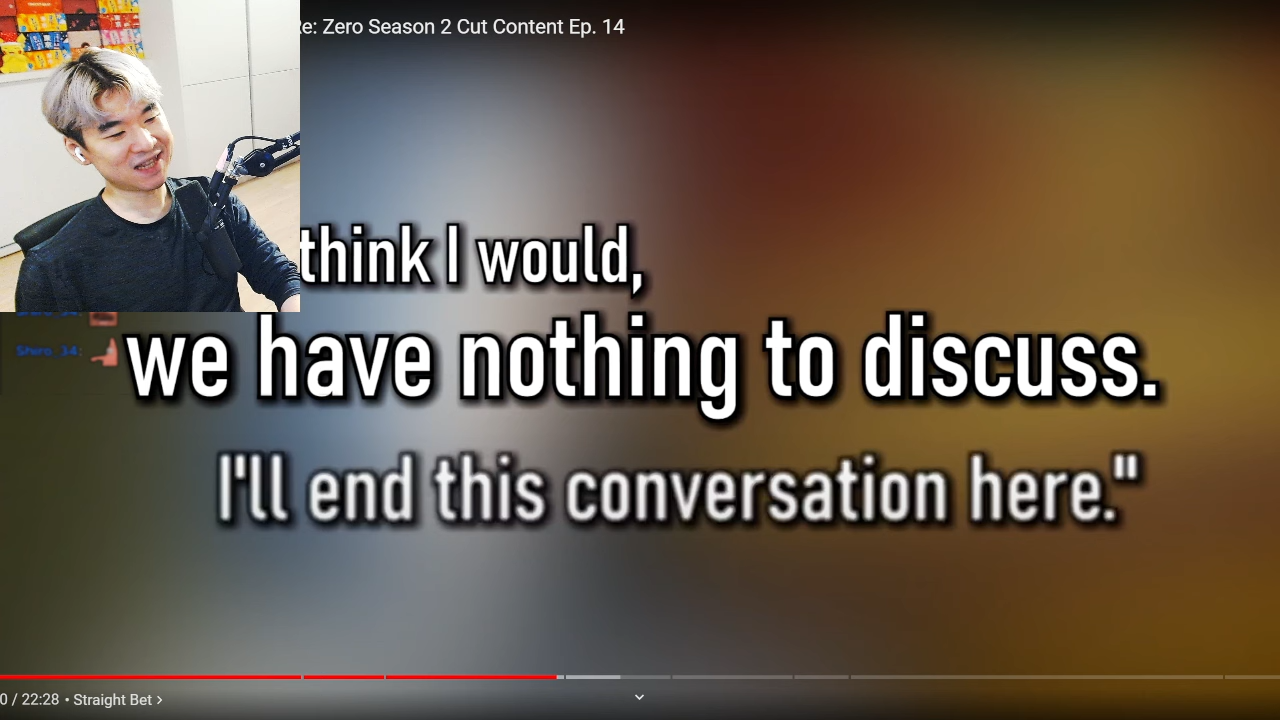 Re: Zero Season 2 Cut Content Ep. 14
think I would,
Shiro_14:
we have nothing to discuss.
I'll end this conversation here."
0 / 22:28 • Straight Bet >